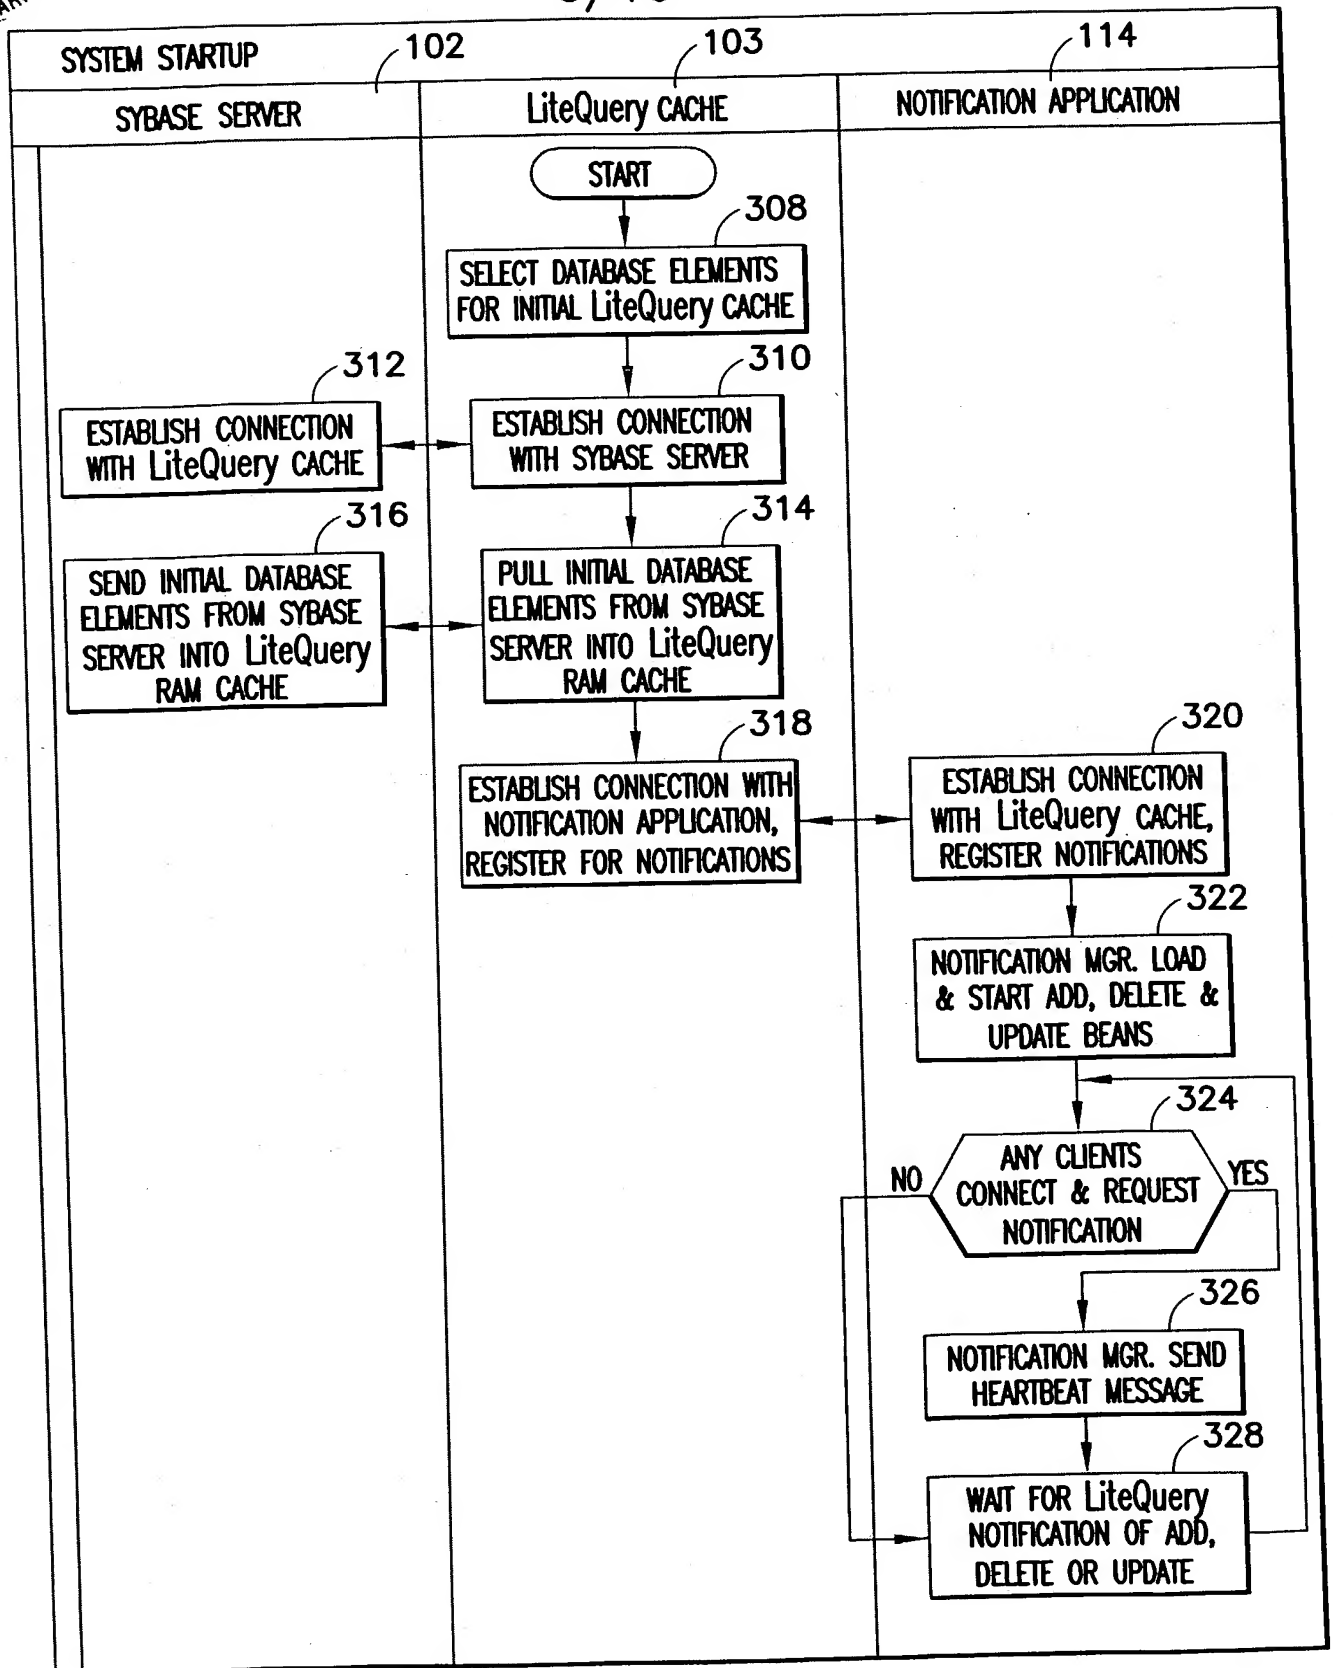 SYSTEM STARTUP
102
103
114
SYBASE SERVER
LiteQuery CACHE
NOTIFICATION APPLICATION
START
308
SELECT DATABASE ELEMENTS
FOR INITIAL LiteQuery CACHE
310
312
ESTABLISH CONNECTION
WITH SYBASE SERVER
ESTABLISH CONNECTION
WITH LiteQuery CACHE
314
316
PULL INITIAL DATABASE
ELEMENTS FROM SYBASE
SERVER INTO LiteQuery
RAM CACHE
SEND INITIAL DATABASE
ELEMENTS FROM SYBASE
SERVER INTO LiteQuery
RAM CACHE
318
ESTABLISH CONNECTION WITH
NOTIFICATION APPLICATION,
REGISTER FOR NOTIFICATIONS
320
ESTABLISH CONNECTION
WITH LiteQuery CACHE,
REGISTER NOTIFICATIONS
322
NOTIFICATION MGR. LOAD
& START ADD, DELETE &
UPDATE BEANS
324
ANY CLIENTS
CONNECT & REQUEST
NOTIFICATION
NO
YES
326
NOTIFICATION MGR. SEND
HEARTBEAT MESSAGE
328
WAIT FOR LiteQuery
NOTIFICATION OF ADD,
DELETE OR UPDATE